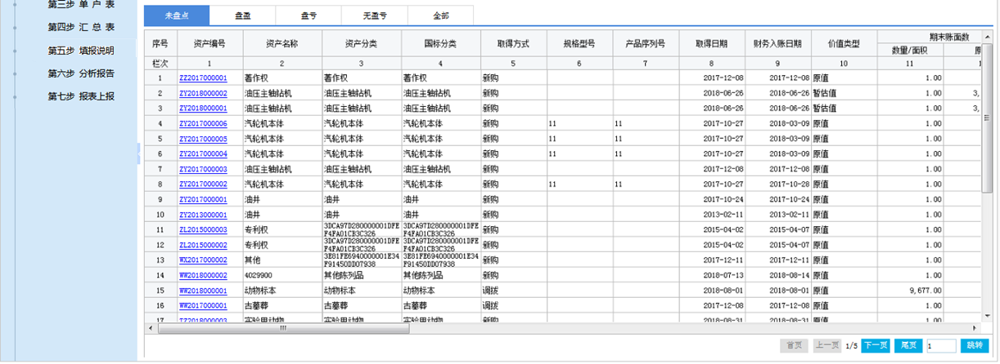 第三步 单 户 表
第四步 汇 总 表
第五步 填报说明
第六步 分析报告
第七步 报表上报
未盘点 盘盈 盘亏 无盈亏 全部
序号 资产编号 资产名称 资产分类 国标分类 取得方式 规格型号 产品序列号 取得日期 财务入账日期 价值类型 期末账面数
数量/面积
栏次 1 2 3 4 5 6 7 8 9 10 11
1 ZZ2017000001 著作权 著作权 著作权 新购 2017-12-08 2017-12-08 原值 1.00
2 ZY2018000002 油压主轴钻机 油压主轴钻机 油压主轴钻机 新购 2018-06-26 2018-06-26 暂估值 1.00 3,
3 ZY2018000001 油压主轴钻机 油压主轴钻机 油压主轴钻机 新购 2018-06-26 2018-06-26 暂估值 1.00 3,
4 ZY2017000006 汽轮机本体 汽轮机本体 汽轮机本体 新购 11 11 2017-10-27 2018-03-09 原值 1.00
5 ZY2017000005 汽轮机本体 汽轮机本体 汽轮机本体 新购 11 11 2017-10-27 2018-03-09 原值 1.00
6 ZY2017000004 汽轮机本体 汽轮机本体 汽轮机本体 新购 11 11 2017-10-27 2018-03-09 原值 1.00
7 ZY2017000003 油压主轴钻机 油压主轴钻机 油压主轴钻机 新购 2017-12-08 2017-12-08 原值 1.00
8 ZY2017000002 汽轮机本体 汽轮机本体 汽轮机本体 新购 11 11 2017-10-27 2017-10-28 原值 1.00
9 ZY2017000001 油井 油井 油井 新购 2017-10-24 2017-10-24 原值 1.00
10 ZY2013000001 油井 油井 油井 新购 2013-02-11 2013-02-11 原值 1.00
11 ZL2015000003 专利权 3DCA97D280000001DFE 3DCA97D280000001DFE 新购 2015-04-02 2015-04-07 原值 1.00
F4FA01CB3C326 F4FA01CB3C326
12 ZL2015000002 专利权 3DCA97D280000001DFE 3DCA97D280000001DFE 新购 2015-04-02 2015-04-07 原值 1.00
F4FA01CB3C326 F4FA01CB3C326
13 WX2017000002 其他 3E81FE6940000001E34 3E81FE6940000001E34 新购 2017-12-11 2017-12-11 原值 1.00
F91450DD07938 F91450DD07938
14 WW2018000002 4029900 其他陈列品 其他陈列品 新购 2018-07-13 2018-08-14 原值 1.00
15 WW2018000001 动物标本 动物标本 动物标本 调拨 2018-08-01 2018-08-01 原值 9,677.00
16 WW2017000001 古墓葬 古墓葬 古墓葬 调拨 2017-12-08 2017-12-08 原值 1.00
17 TZ2018000003 实验用动物 实验用动物 实验用动物 新购 2018-08-31 2018-08-31 原值 1.00
首页 上一页 1/5 下一页 尾页 1 跳转